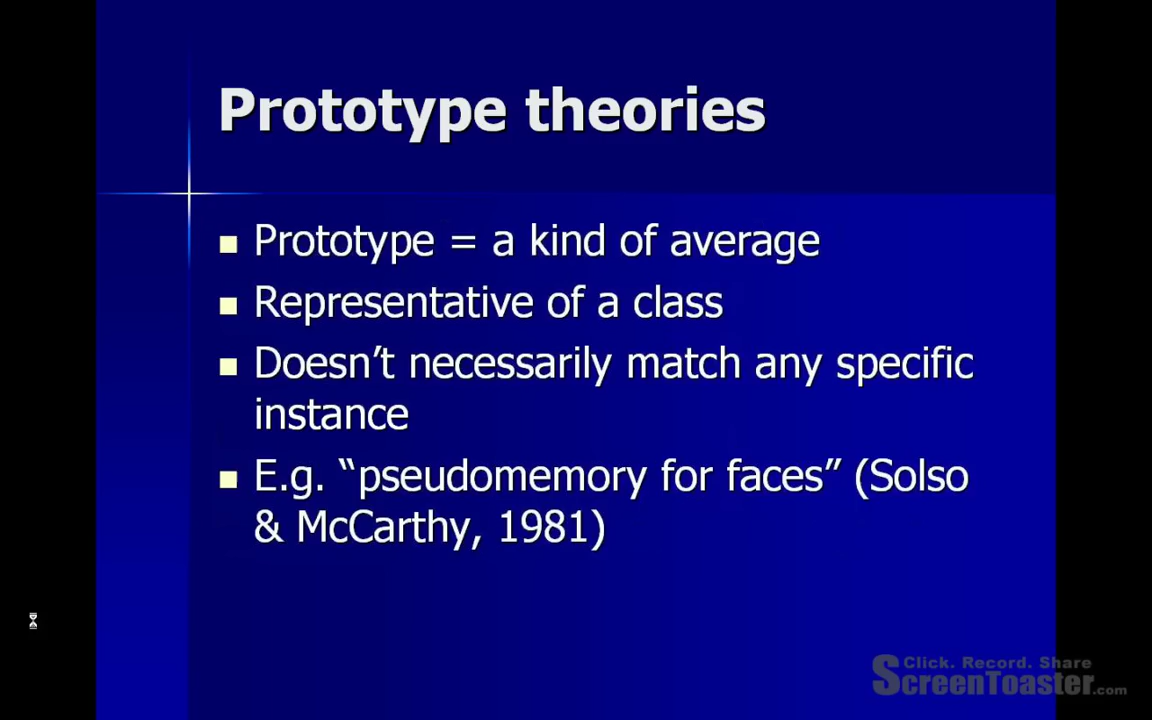 Prototype theories
Prototype = a kind of average
Representative of a class
Doesn’t necessarily match any specific
instance
E.g. “pseudomemory for faces” (Solso
& McCarthy, 1981)
Click. Record. Share
ScreenToaster.com